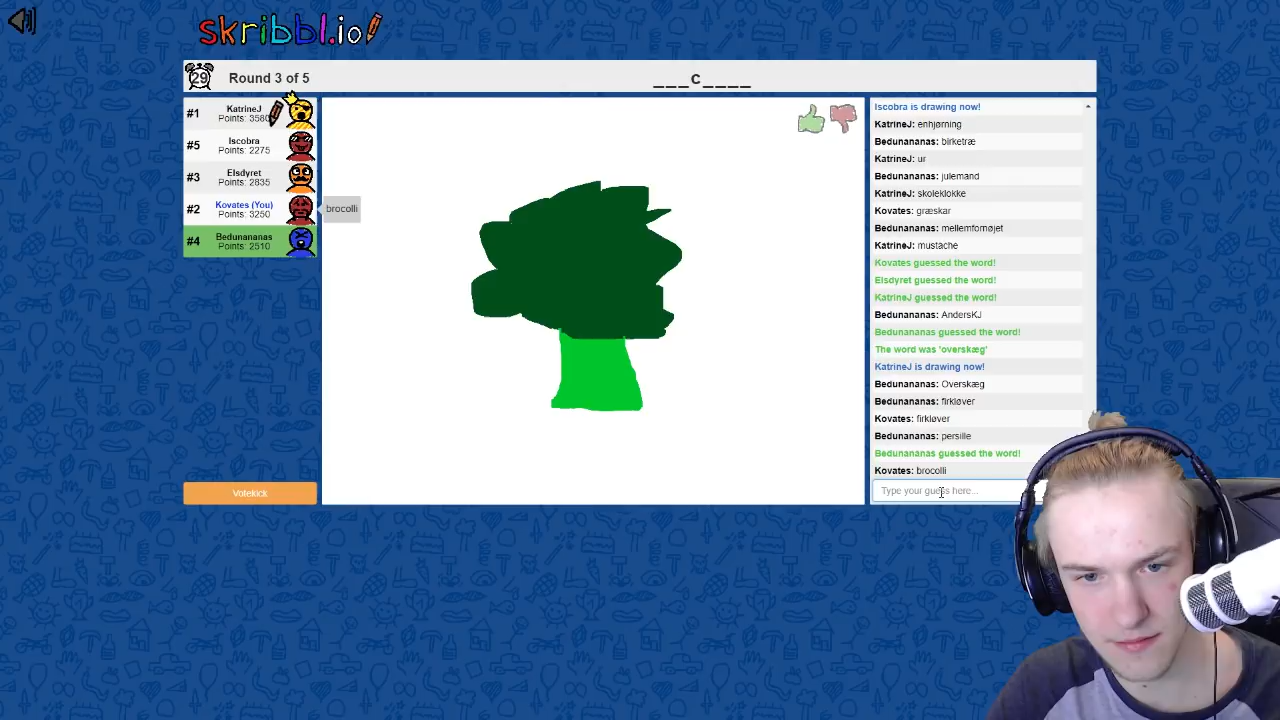 skribbl.io
29
Round 3 of 5
___c____
#1
KatrineJ
Points: 3580
#5
Iscobra
Points: 2275
#3
Elsdyret
Points: 2835
#2
Kovates (You)
Points: 3250
brocolli
#4
Bedunananas
Points: 2510
Votekick
Iscobra is drawing now!
KatrineJ: enhjørning
Bedunananas: birketræ
KatrineJ: ur
Bedunananas: julemand
KatrineJ: skoleklokke
Kovates: græskar
Bedunananas: mellemfornøjet
KatrineJ: mustache
Kovates guessed the word!
Elsdyret guessed the word!
KatrineJ guessed the word!
Bedunananas: AndersKJ
Bedunananas guessed the word!
The word was 'overskæg'
KatrineJ is drawing now!
Bedunananas: Overskæg
Bedunananas: firkløver
Kovates: firkløver
Bedunananas: persille
Bedunananas guessed the word!
Kovates: brocolli
Type your guess here...